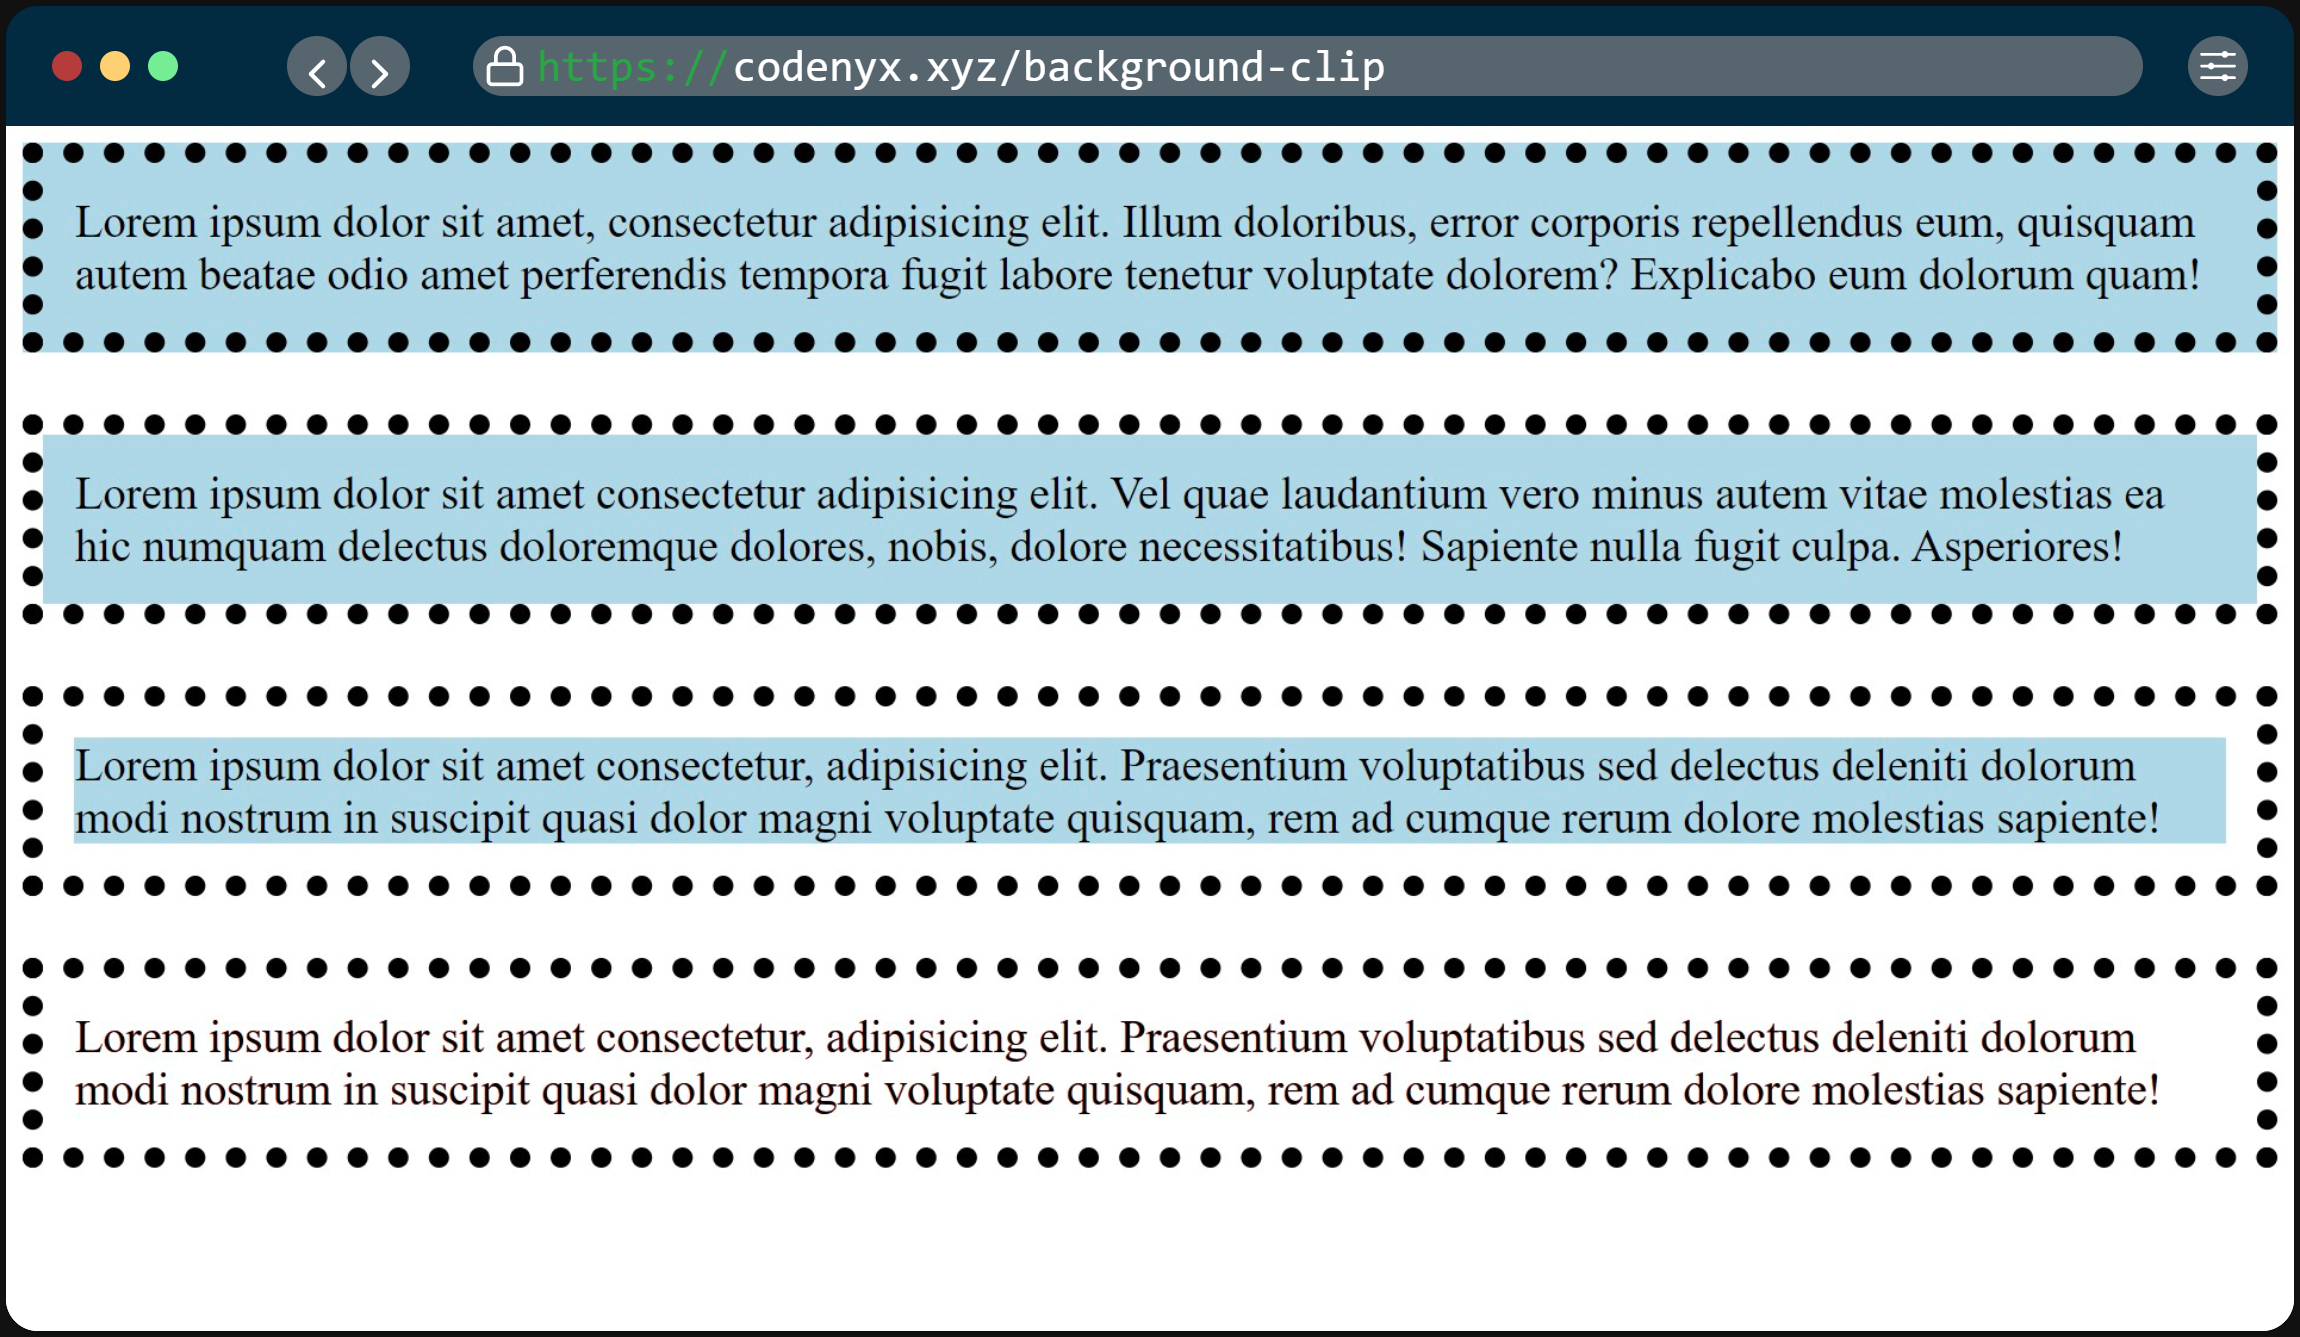 https://codenyx.xyz/background-clip
Lorem ipsum dolor sit amet, consectetur adipisicing elit. Illum doloribus, error corporis repellendus eum, quisquam
autem beatae odio amet perferendis tempora fugit labore tenetur voluptate dolorem? Explicabo eum dolorum quam!
Lorem ipsum dolor sit amet consectetur adipisicing elit. Vel quae laudantium vero minus autem vitae molestias ea
hic numquam delectus doloremque dolores, nobis, dolore necessitatibus! Sapiente nulla fugit culpa. Asperiores!
Lorem ipsum dolor sit amet consectetur, adipisicing elit. Praesentium voluptatibus sed delectus deleniti dolorum
modi nostrum in suscipit quasi dolor magni voluptate quisquam, rem ad cumque rerum dolore molestias sapiente!
Lorem ipsum dolor sit amet consectetur, adipisicing elit. Praesentium voluptatibus sed delectus deleniti dolorum
modi nostrum in suscipit quasi dolor magni voluptate quisquam, rem ad cumque rerum dolore molestias sapiente!